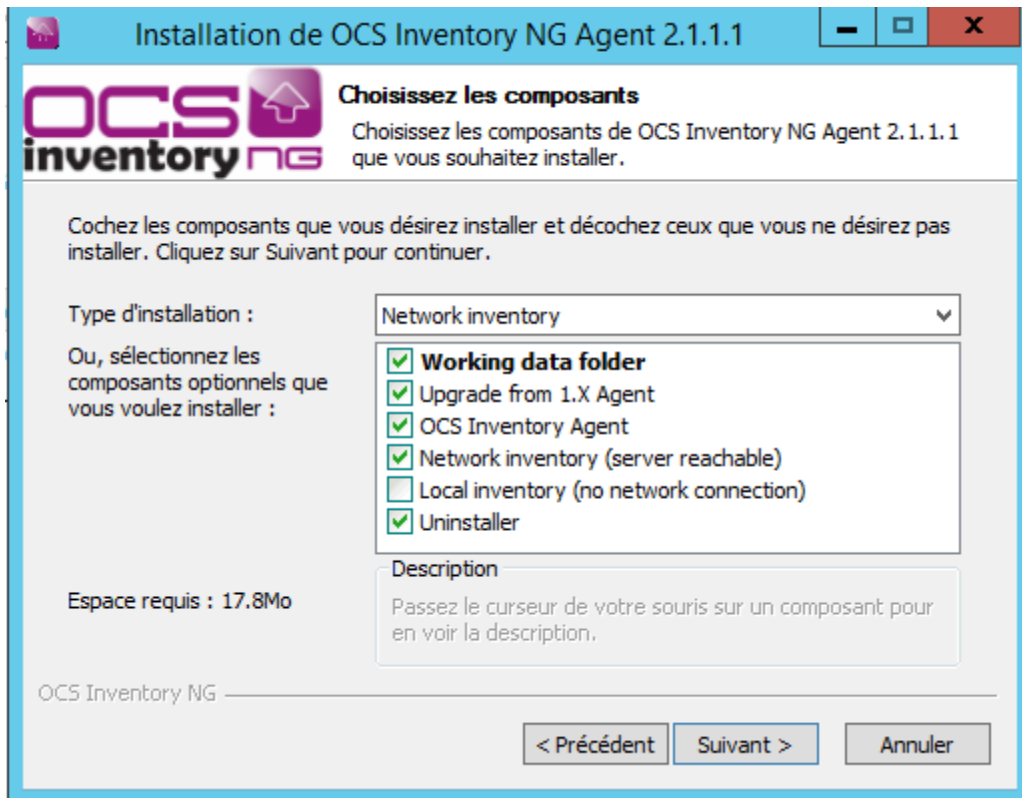 Installation de OCS Inventory NG Agent 2.1.1.1
OCS
inventory NG
Choisissez les composants
Choisissez les composants de OCS Inventory NG Agent 2.1.1.1
que vous souhaitez installer.
Cochez les composants que vous désirez installer et décochez ceux que vous ne désirez pas
installer. Cliquez sur Suivant pour continuer.
Type d'installation :
Network inventory
Ou, sélectionnez les
composants optionnels que
vous voulez installer :
Working data folder
Upgrade from 1.X Agent
OCS Inventory Agent
Network inventory (server reachable)
Local inventory (no network connection)
Uninstaller
Espace requis : 17.8Mo
Description
Passez le curseur de votre souris sur un composant pour
en voir la description.
OCS Inventory NG
< Précédent
Suivant >
Annuler